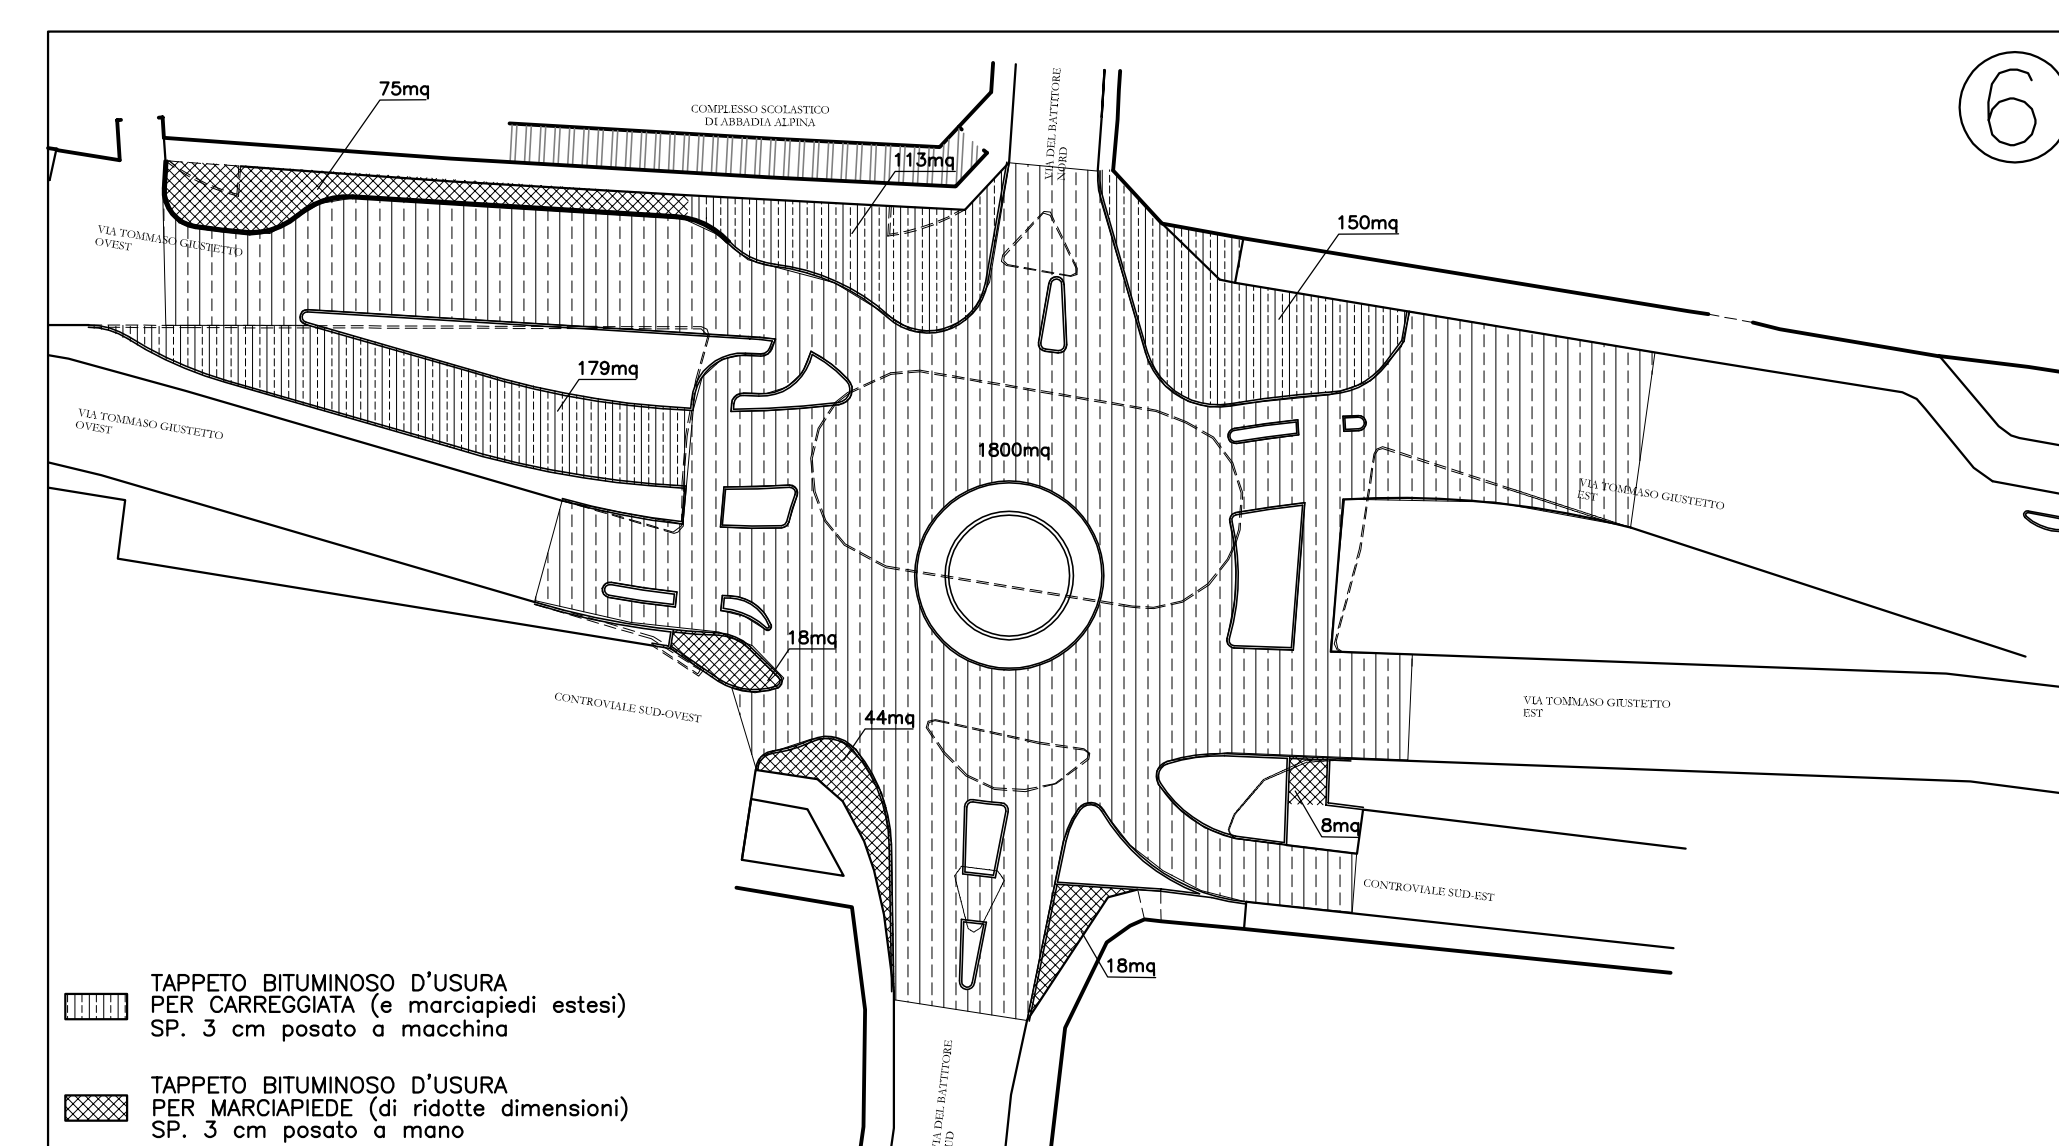 6
75mq
COMPLESSO SCOLASTICO
DI ABBADIA ALPINA
VIA DEL BATTITORE
NORD
113mq
150mq
VIA TOMMASO GIUSTETTO
OVEST
179mq
VIA TOMMASO GIUSTETTO
OVEST
1800mq
VIA TOMMASO GIUSTETTO
EST
18mq
CONTROVIALE SUD-OVEST
44mq
VIA TOMMASO GIUSTETTO
EST
8mq
CONTROVIALE SUD-EST
18mq
TAPPETO BITUMINOSO D'USURA
PER CARREGGIATA (e marciapiedi estesi)
SP. 3 cm posato a macchina
TAPPETO BITUMINOSO D'USURA
PER MARCIAPIEDE (di ridotte dimensioni)
SP. 3 cm posato a mano
DEL BATTITORE